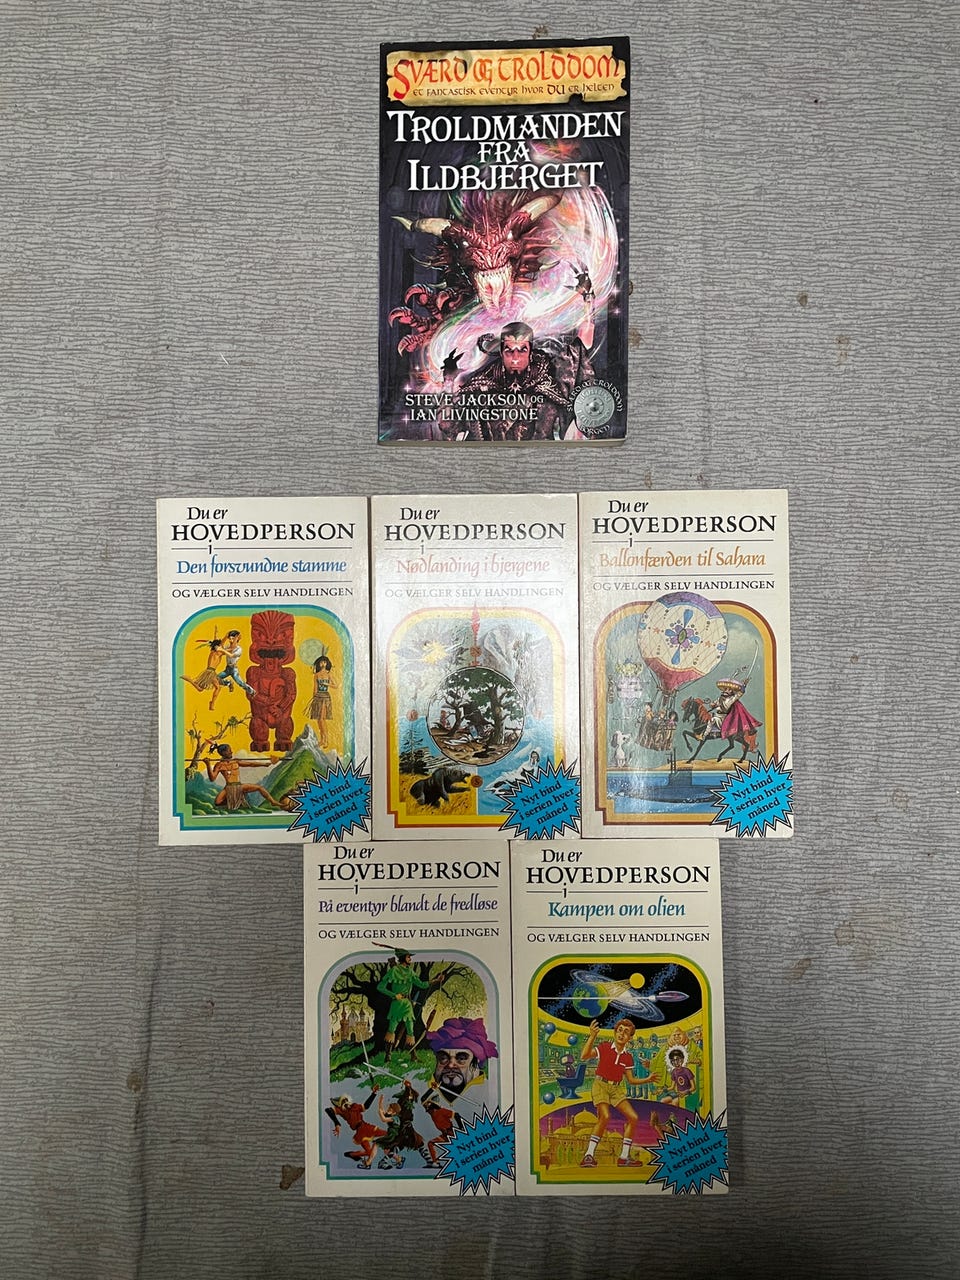 SVÆRD OG TROLDDOM
ET FANTASTISK EVENTYR HVOR DU ER HELTEN
TROLDMANDEN
FRA
ILDBJERGET
STEVE JACKSON OG
IAN LIVINGSTONE
SVÆRD OG TROLDDOM
BORGEN
Du er
HOVEDPERSON
i
Den forsvundne stamme
OG VÆLGER SELV HANDLINGEN
Nyt bind
i serien hver
måned
Du er
HOVEDPERSON
i
Nødlanding i bjergene
OG VÆLGER SELV HANDLINGEN
Nyt bind
i serien hver
måned
Du er
HOVEDPERSON
i
Ballonfærden til Sahara
OG VÆLGER SELV HANDLINGEN
Nyt bind
i serien hver
måned
Du er
HOVEDPERSON
i
På eventyr blandt de fredløse
OG VÆLGER SELV HANDLINGEN
Nyt bind
i serien hver
måned
Du er
HOVEDPERSON
i
Kampen om olien
OG VÆLGER SELV HANDLINGEN
Nyt bind
i serien hver
måned